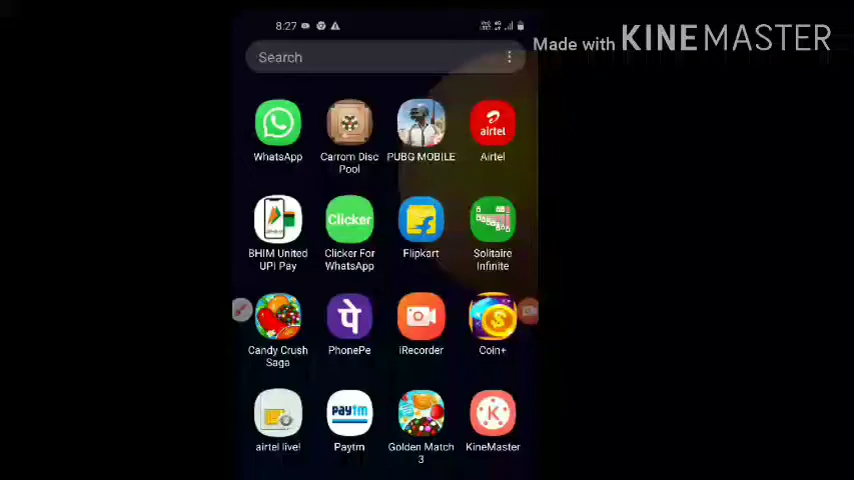 8:27
Made with KINEMASTER
Search
airtel
WhatsApp
Carrom Disc
Pool
PUBG MOBILE
Airtel
Clicker
BHIM United
UPI Pay
Clicker For
WhatsApp
Flipkart
Solitaire
Infinite
पे
Candy Crush
Saga
PhonePe
iRecorder
Coin+
Paytm
K
airtel live!
Paytm
Golden Match
3
KineMaster